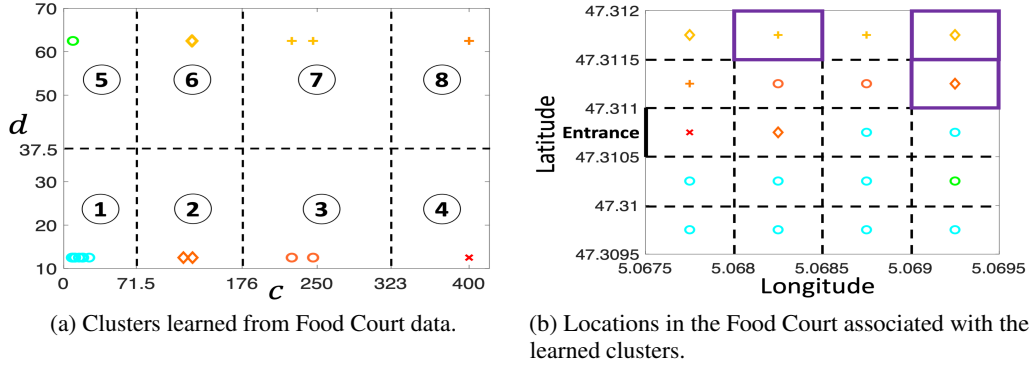 70
60
50
d
37.5
30
20
10
5 6 7 8
1 2 3 4
0 71.5 176 250 323 400
c
(a) Clusters learned from Food Court data.
47.312
47.3115
47.311
Entrance
47.3105
47.31
47.3095
Latitude
5.0675 5.068 5.0685 5.069 5.0695
Longitude
(b) Locations in the Food Court associated with the
learned clusters.